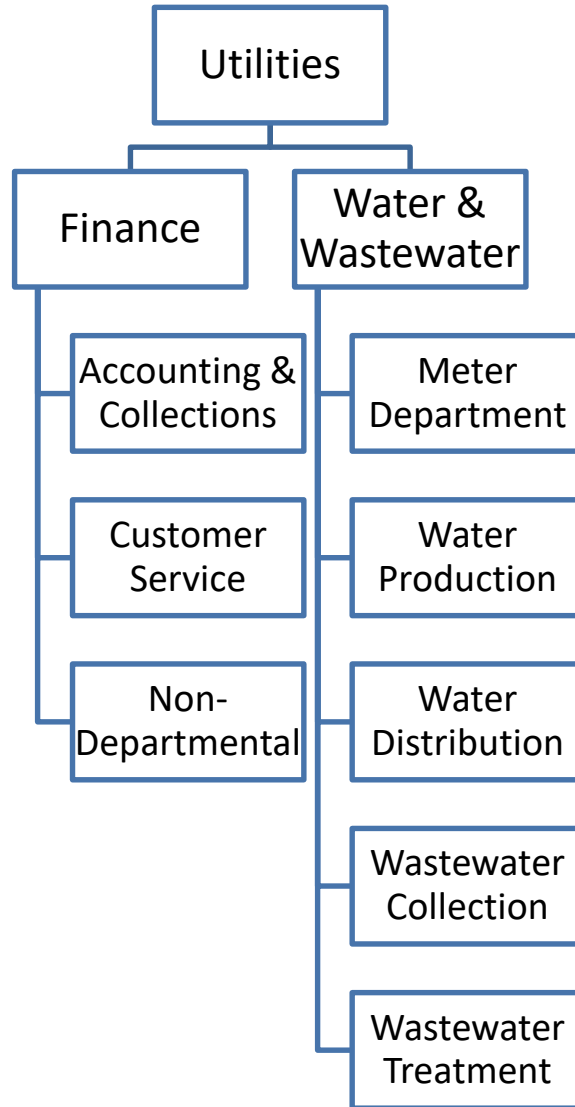 Utilities
Finance
Water &
Wastewater
Accounting &
Collections
Customer
Service
Non-
Departmental
Meter
Department
Water
Production
Water
Distribution
Wastewater
Collection
Wastewater
Treatment